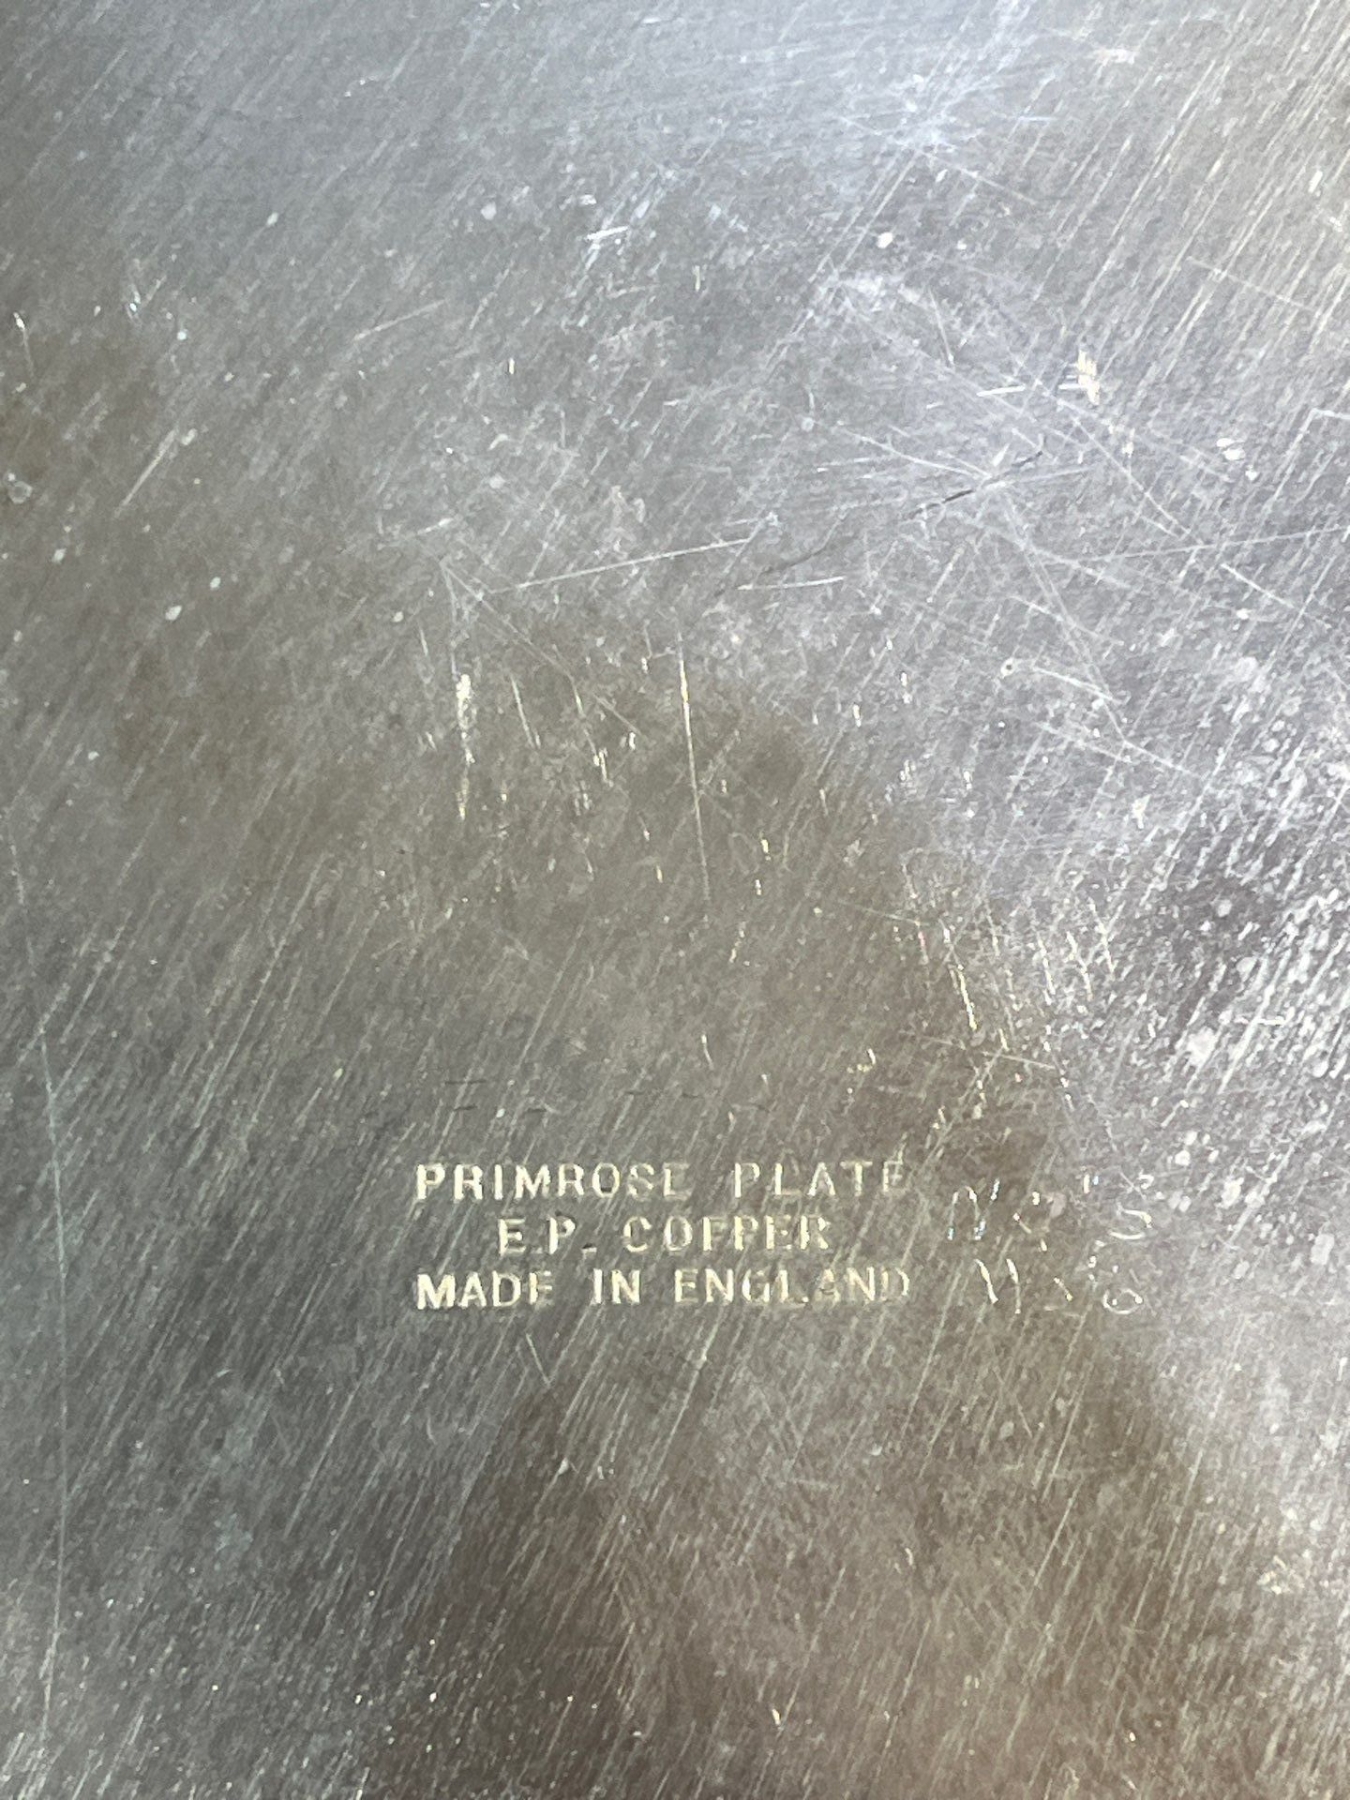 PRIMROSE PLATE
E.P. COPPER
MADE IN ENGLAND